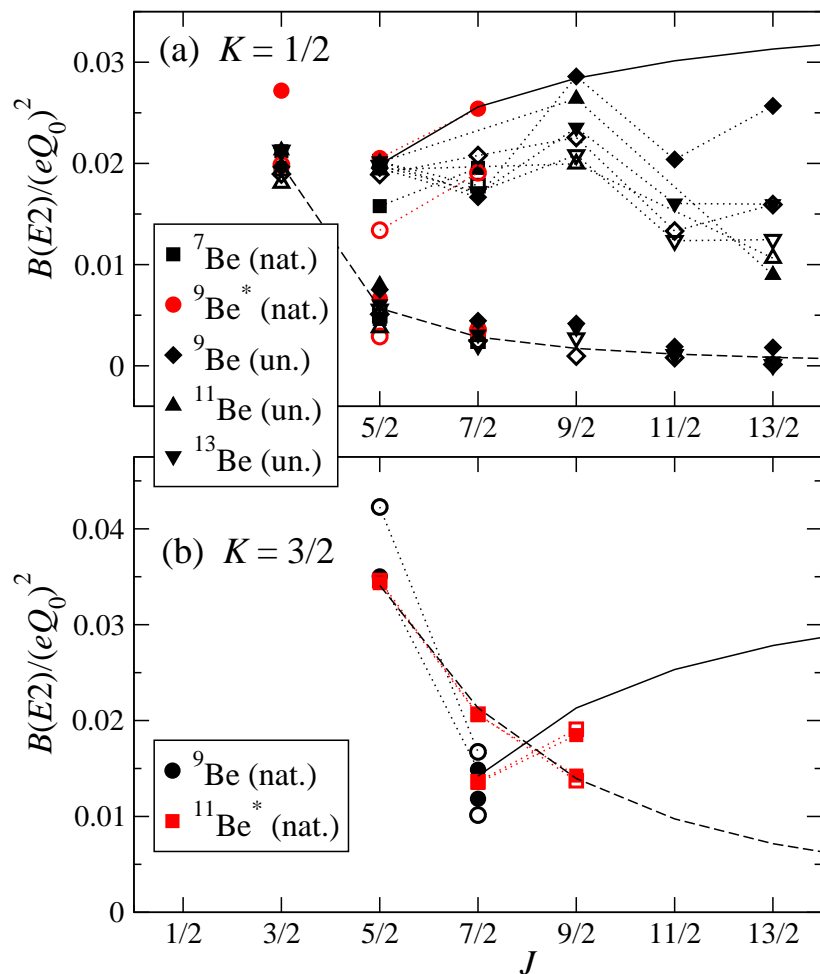 (a) K = 1/2
0.03
0.02
0.01
0
B(E2)/(eQ₀)²
⁷Be (nat.)
⁹Be* (nat.)
⁹Be (un.)
¹¹Be (un.)
¹³Be (un.)
5/2 7/2 9/2 11/2 13/2
(b) K = 3/2
0.04
0.03
0.02
0.01
0
B(E2)/(eQ₀)²
⁹Be (nat.)
¹¹Be* (nat.)
1/2 3/2 5/2 7/2 9/2 11/2 13/2
J